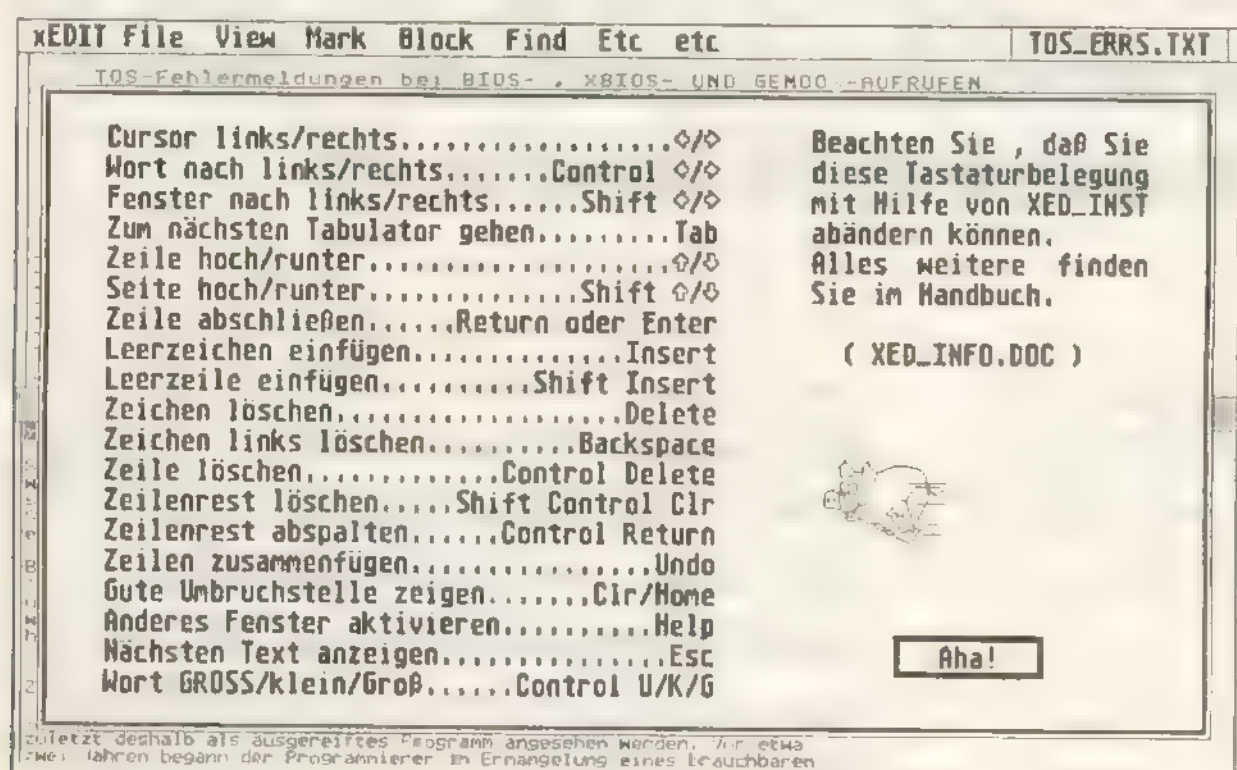 xEDIT File View Mark Block Find Etc etc TOS_ERRS.TXT
TOS-Fehlermeldungen bei BIOS- , XBIOS- UND GEMDO -AUFRUFEN
Cursor links/rechts..................⇦/⇨
Wort nach links/rechts.......Control ⇦/⇨
Fenster nach links/rechts......Shift ⇦/⇨
Zum nächsten Tabulator gehen.........Tab
Zeile hoch/runter....................⇧/⇩
Seite hoch/runter..............Shift ⇧/⇩
Zeile abschließen......Return oder Enter
Leerzeichen einfügen..............Insert
Leerzeile einfügen..........Shift Insert
Zeichen löschen...................Delete
Zeichen links löschen..........Backspace
Zeile löschen.............Control Delete
Zeilenrest löschen.....Shift Control Clr
Zeilenrest abspalten......Control Return
Zeilen zusammenfügen................Undo
Gute Umbruchstelle zeigen.......Clr/Home
Anderes Fenster aktivieren..........Help
Nächsten Text anzeigen...............Esc
Wort GROSS/klein/Groß......Control U/K/G
Beachten Sie , daß Sie
diese Tastaturbelegung
mit Hilfe von XED_INST
abändern können.
Alles weitere finden
Sie im Handbuch.
( XED_INFO.DOC )
Aha!
zuletzt deshalb als ausgereiftes Programm angesehen werden. Vor etwa
zwei Jahren begann der Programmierer in Ermangelung eines brauchbaren